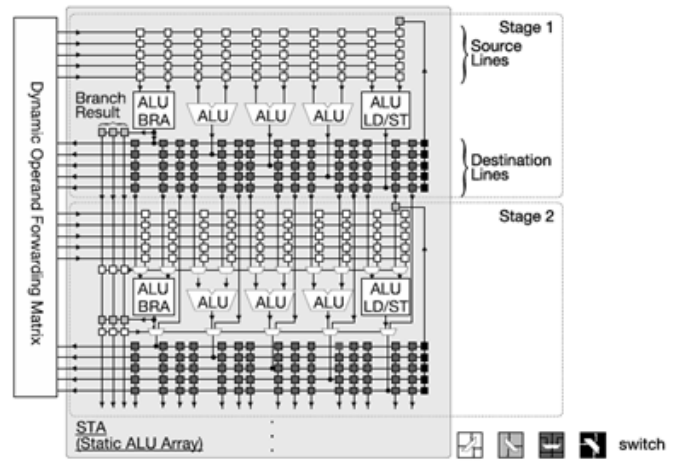 Dynamic Operand Forwarding Matrix
Stage 1
Source
Lines
Branch
Result
ALU
BRA
ALU
ALU
ALU
ALU
LD/ST
Destination
Lines
Stage 2
ALU
BRA
ALU
ALU
ALU
ALU
LD/ST
STA
(Static ALU Array)
switch